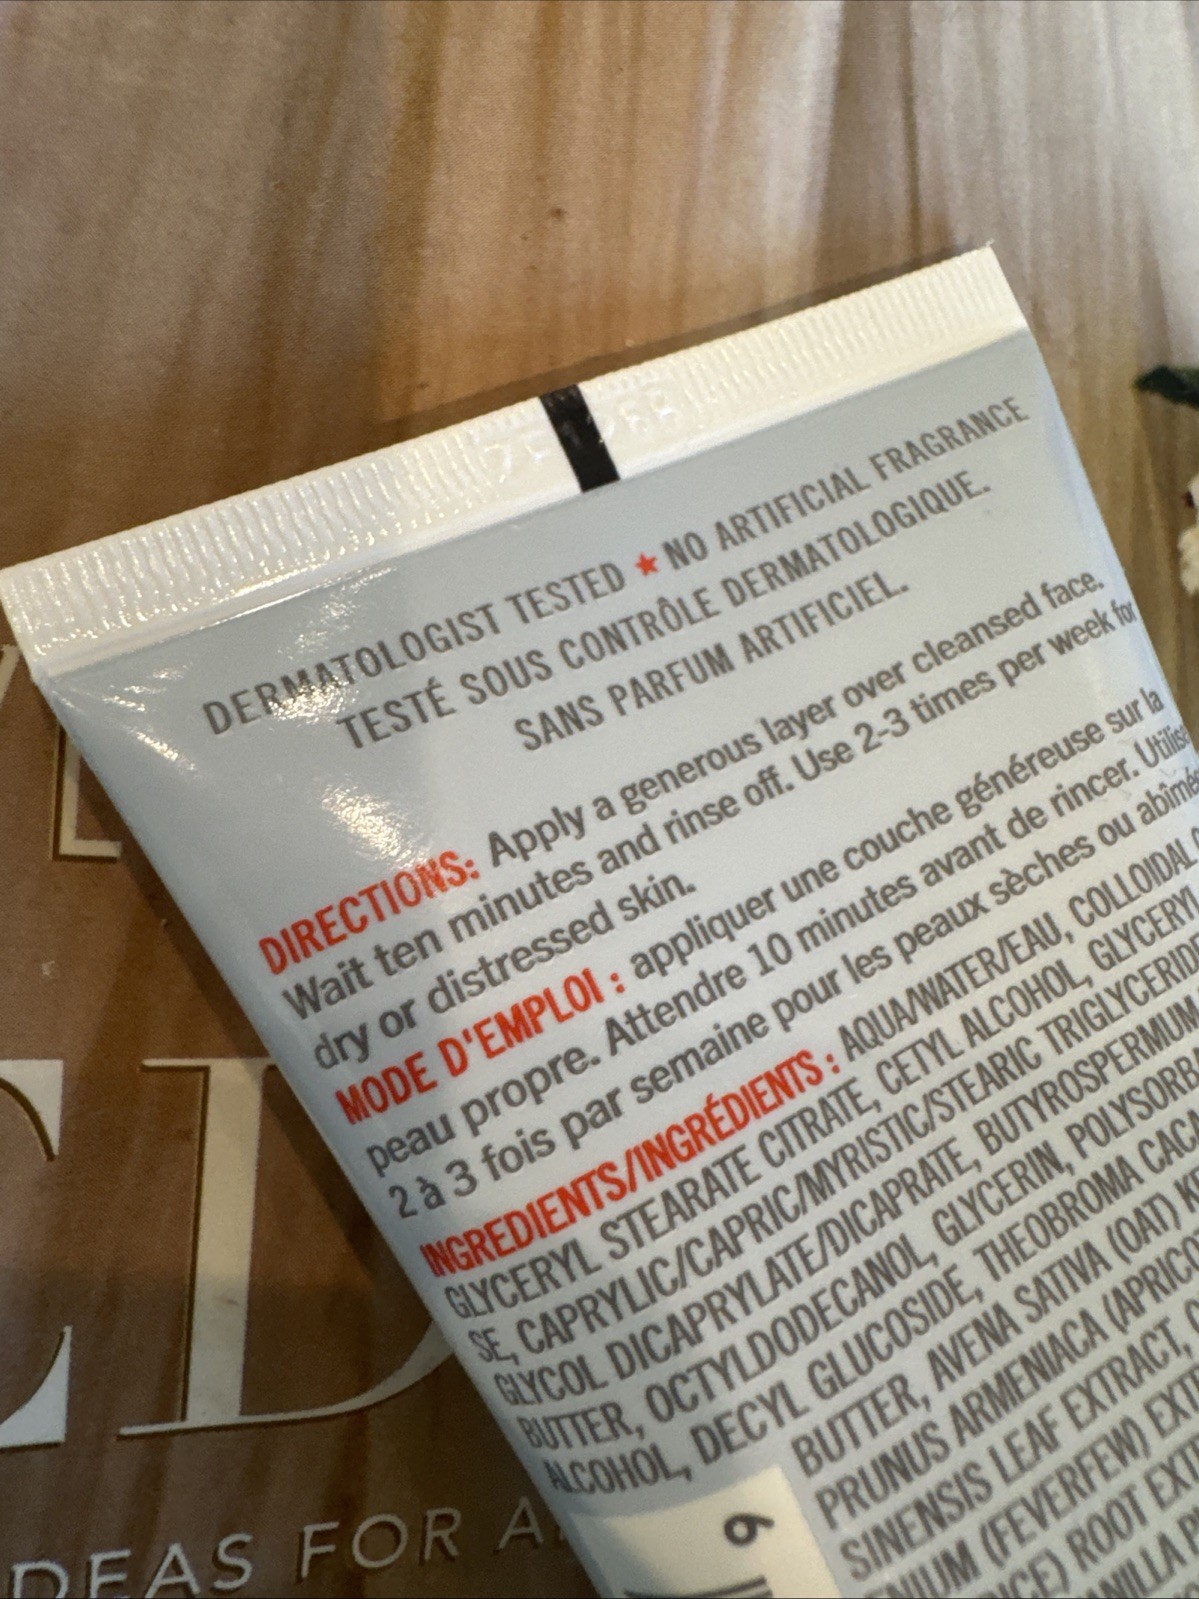 DERMATOLOGIST TESTED ★ NO ARTIFICIAL FRAGRANCE
TESTÉ SOUS CONTRÔLE DERMATOLOGIQUE.
SANS PARFUM ARTIFICIEL.
DIRECTIONS: Apply a generous layer over cleansed face.
Wait ten minutes and rinse off. Use 2-3 times per week for
dry or distressed skin.
MODE D'EMPLOI : appliquer une couche généreuse sur la
peau propre. Attendre 10 minutes avant de rincer.
2 à 3 fois par semaine pour les peaux sèches ou
INGREDIENTS/INGRÉDIENTS : AQUA/WATER/EAU, COLLOIDAL
GLYCERYL STEARATE CITRATE, CETYL ALCOHOL, GLYCERYL
SE, CAPRYLIC/CAPRIC/MYRISTIC/STEARIC
GLYCOL DICAPRYLATE/DICAPRATE, BUTYROSPERMUM
BUTTER, OCTYLDODECANOL, GLYCERIN,
ALCOHOL, DECYL GLUCOSIDE, THEOBROMA
BUTTER, AVENA SATIVA (OAT)
PRUNUS ARMENIACA
SINENSIS LEAF EXTRACT,
(FEVERFEW)
ROOT
6
DEAS FOR